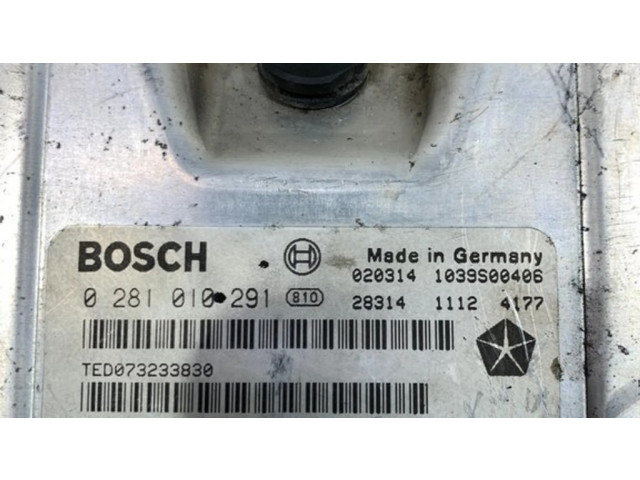 BOSCH
Made in Germany
020314 1039S00406
0 281 010 291 810
28314 1112 4177
TED073233830